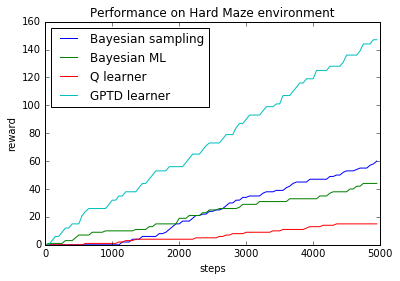 Performance on Hard Maze environment
Bayesian sampling
Bayesian ML
Q learner
GPTD learner
reward
160
140
120
100
80
60
40
20
0
0 1000 2000 3000 4000 5000
steps